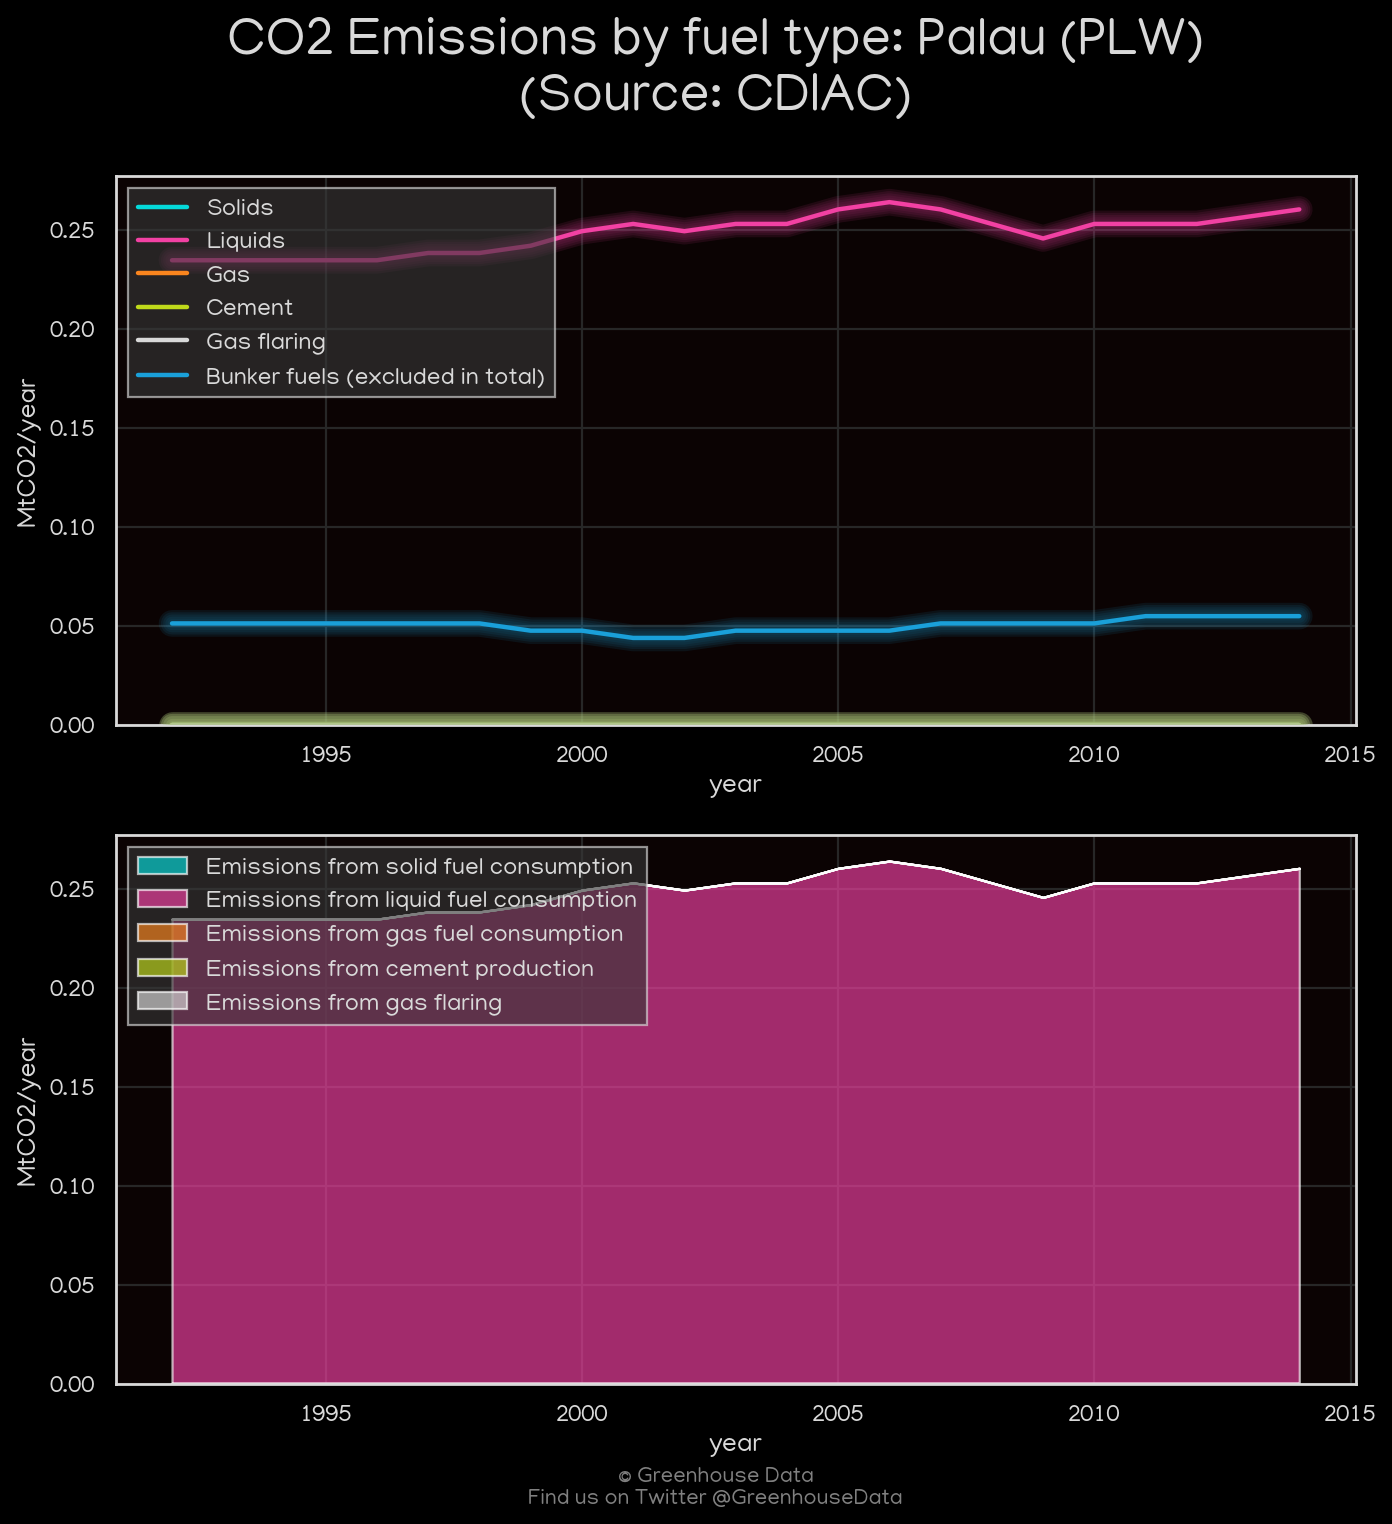 CO2 Emissions by fuel type: Palau (PLW)
(Source: CDIAC)
Solids
Liquids
Gas
Cement
Gas flaring
Bunker fuels (excluded in total)
MtCO2/year
0.25
0.20
0.15
0.10
0.05
0.00
1995 2000 2005 2010 2015
year
Emissions from solid fuel consumption
Emissions from liquid fuel consumption
Emissions from gas fuel consumption
Emissions from cement production
Emissions from gas flaring
MtCO2/year
0.25
0.20
0.15
0.10
0.05
0.00
1995 2000 2005 2010 2015
year
© Greenhouse Data
Find us on Twitter @GreenhouseData